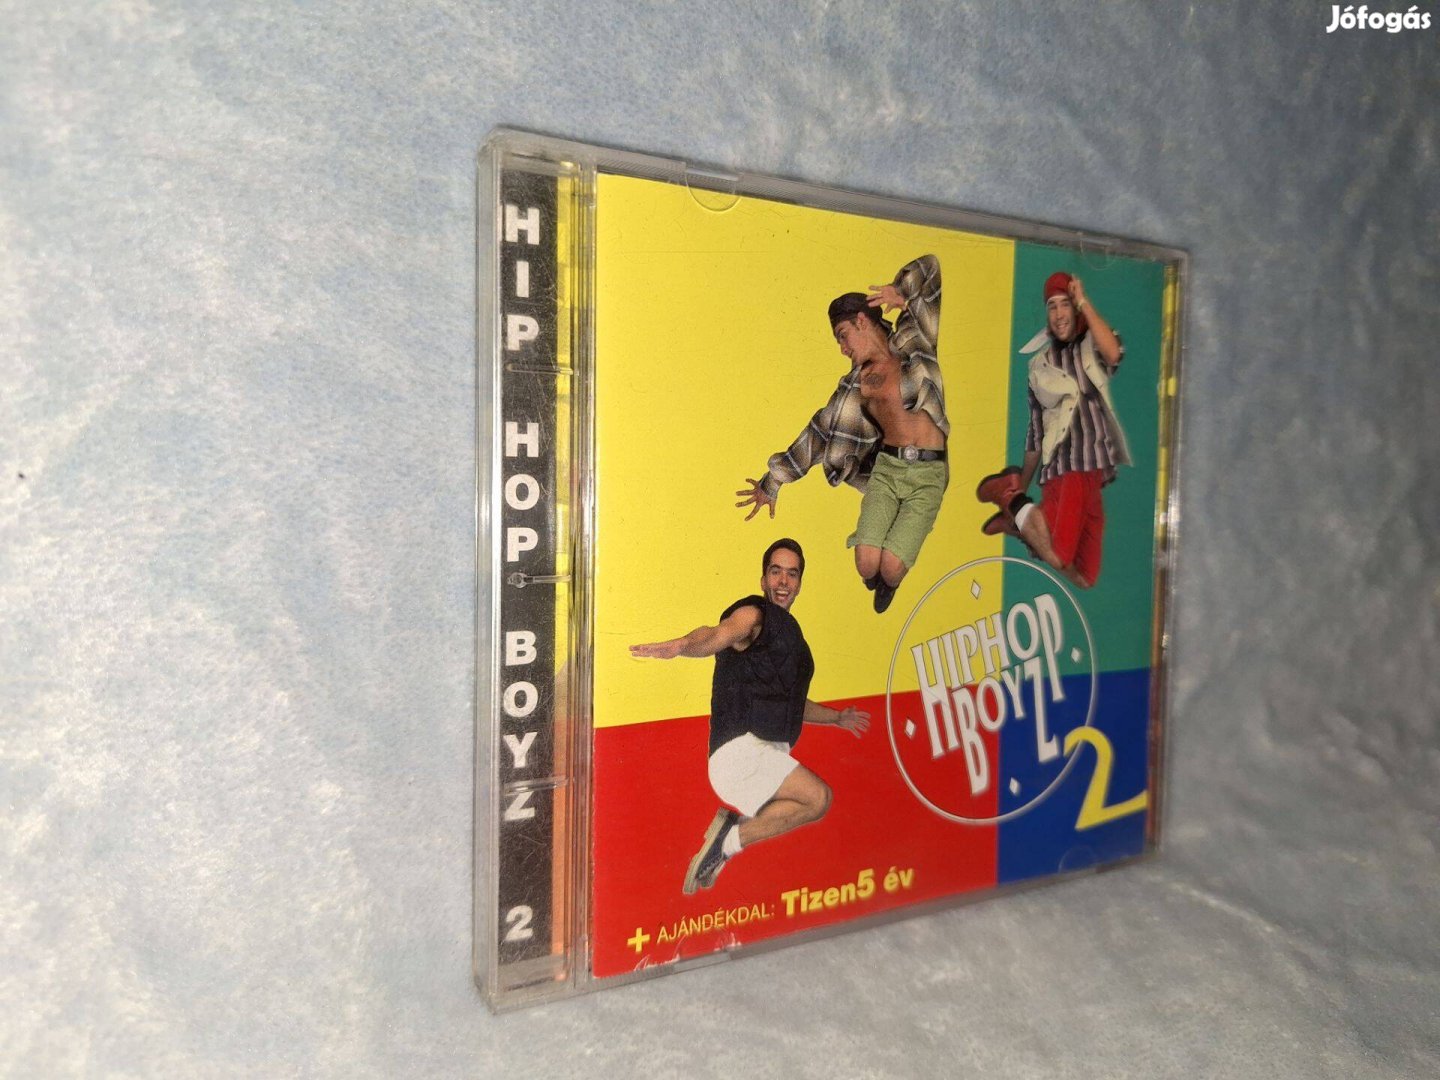 Jófogás
HIP HOP BOYZ 2
HIPHOP
BOYZ
2
+ AJÁNDÉKDAL: Tizen5 év